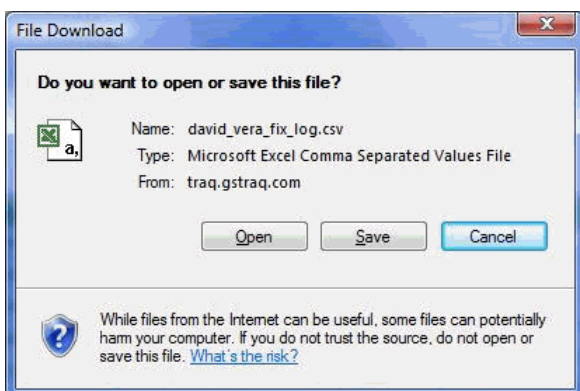 File Download
Do you want to open or save this file?
a,
Name: david_vera_fix_log.csv
Type: Microsoft Excel Comma Separated Values File
From: traq.gstraq.com
Open Save Cancel
While files from the Internet can be useful, some files can potentially
harm your computer. If you do not trust the source, do not open or
save this file. What's the risk?